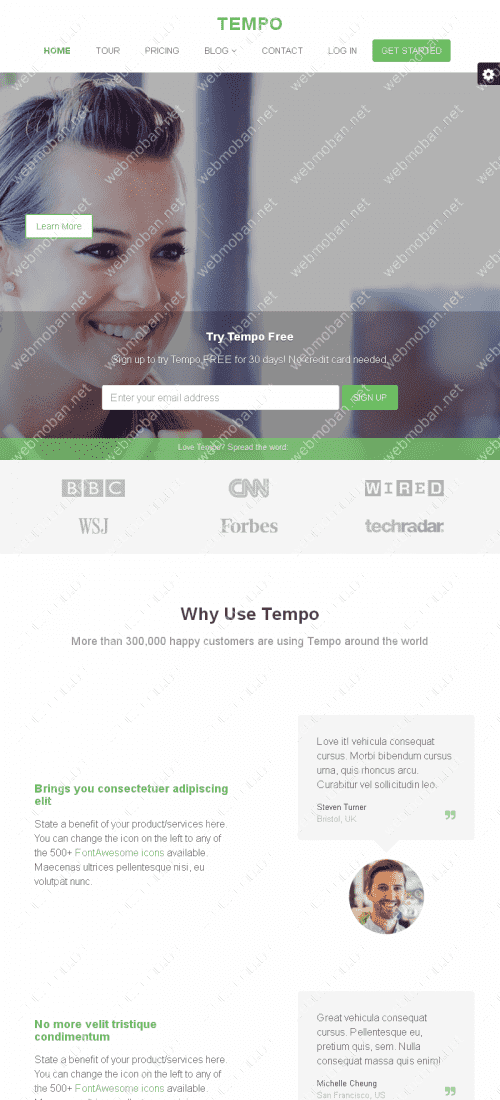 TEMPO
HOME TOUR PRICING BLOG CONTACT LOG IN GET STARTED
Learn More
Try Tempo Free
Sign up to try Tempo FREE for 30 days! No credit card needed.
Enter your email address SIGN UP
Love Tempo? Spread the word:
BBC CNN WIRED
WSJ Forbes techradar.
Why Use Tempo
More than 300,000 happy customers are using Tempo around the world
Brings you consectetuer adipiscing
elit
State a benefit of your product/services here.
You can change the icon on the left to any of
the 500+ FontAwesome icons available.
Maecenas ultrices pellentesque nisi, eu
volutpat nunc.
Love it! vehicula consequat
cursus. Morbi bibendum cursus
urna, quis rhoncus arcu.
Curabitur vel sollicitudin leo.
Steven Turner
Bristol, UK
No more velit tristique
condimentum
State a benefit of your product/services here.
You can change the icon on the left to any of
the 500+ FontAwesome icons available.
Great vehicula consequat
cursus. Pellentesque eu,
pretium quis, sem. Nulla
consequat massa quis enim!
Michelle Cheung
San Francisco, US
webmoban.net